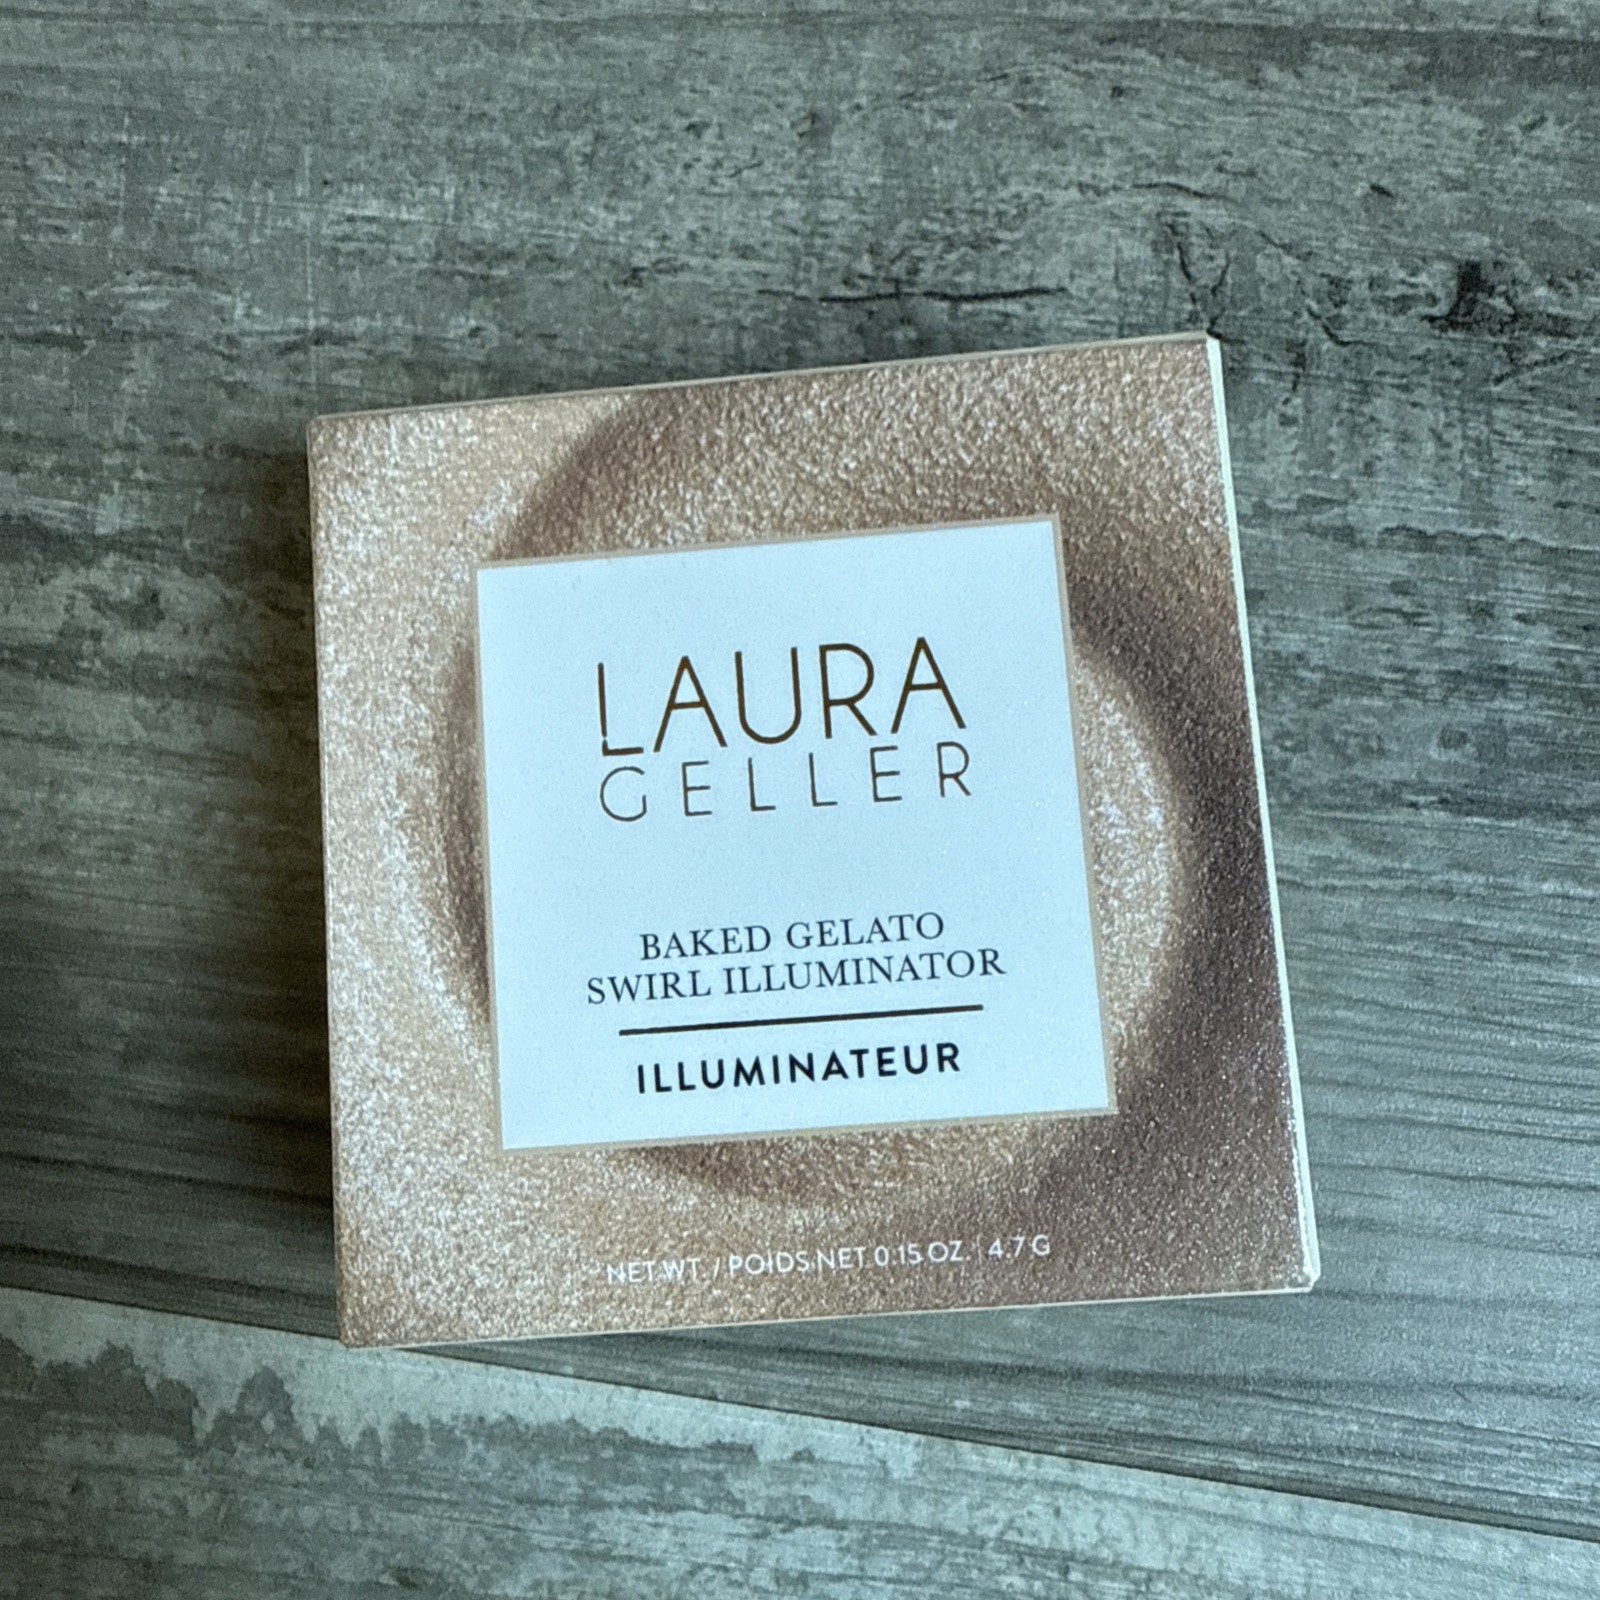 LAURA
GELLER
BAKED GELATO
SWIRL ILLUMINATOR
ILLUMINATEUR
NET WT. / POIDS NET 0.15 OZ. | 4.7 G